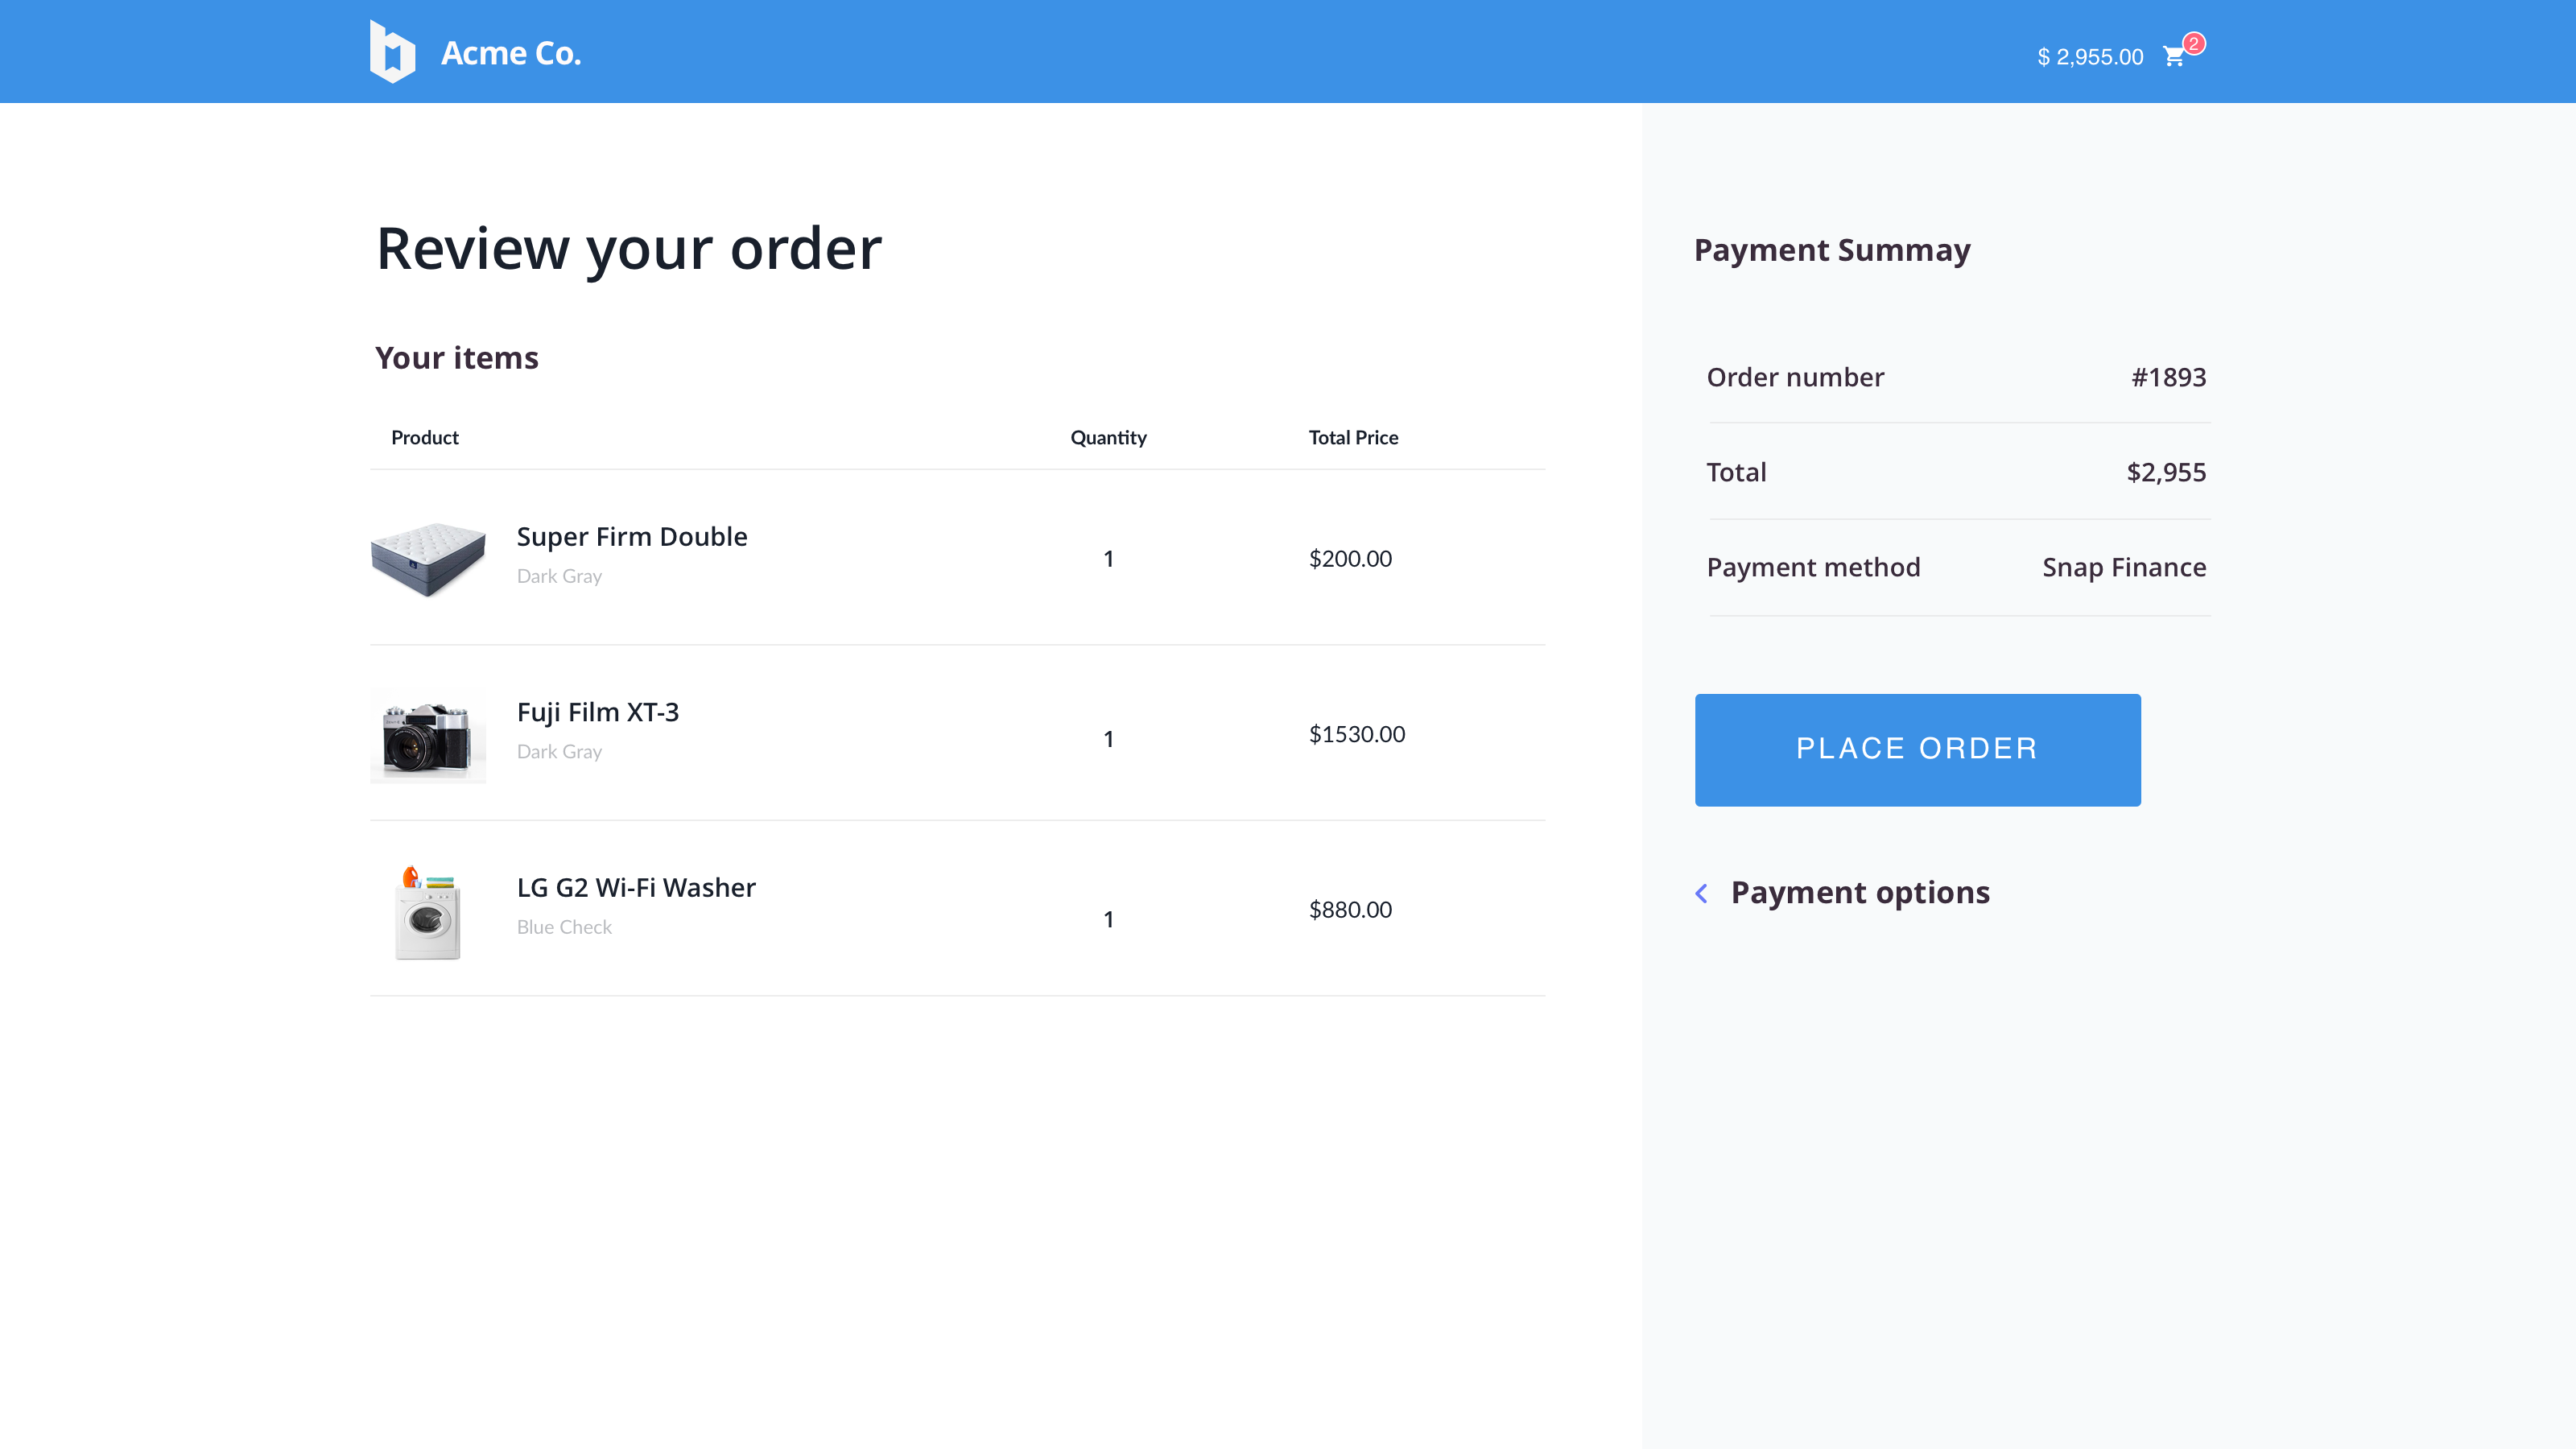 Acme Co.
$ 2,955.00
2
Review your order
Your items
Product Quantity Total Price
Super Firm Double
Dark Gray
1
$200.00
Fuji Film XT-3
Dark Gray
1
$1530.00
LG G2 Wi-Fi Washer
Blue Check
1
$880.00
Payment Summay
Order number #1893
Total $2,955
Payment method Snap Finance
PLACE ORDER
Payment options